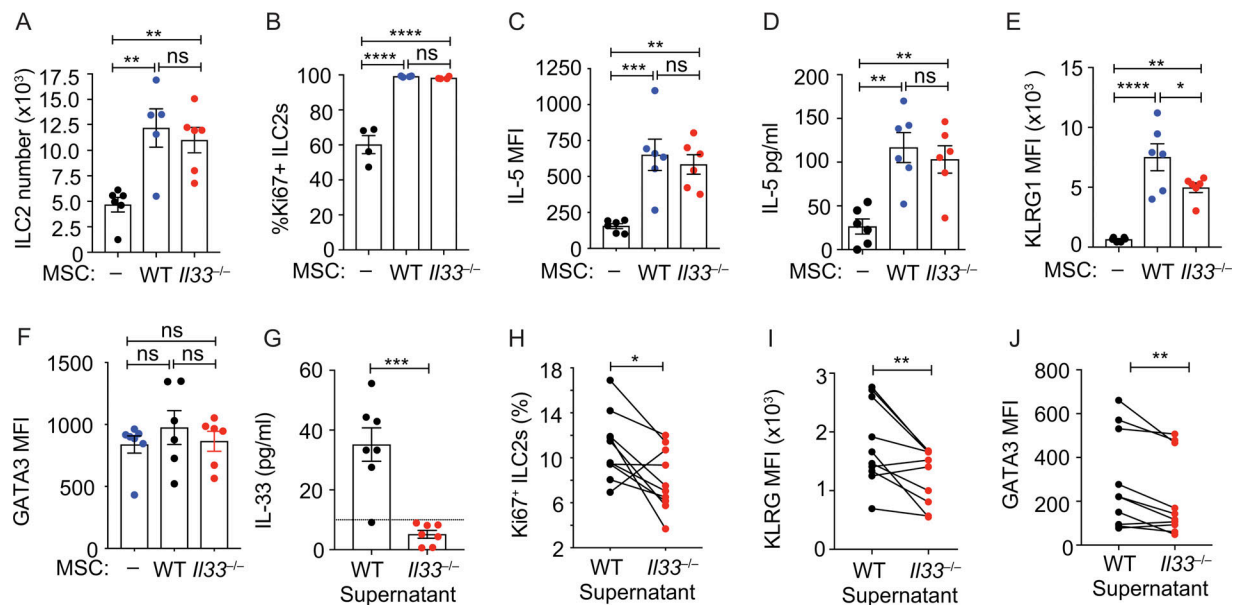 A
ILC2 number (x10³)
17.5
15.0
12.5
10.0
7.5
5.0
2.5
0
**
**
ns
MSC: – WT Il33–/–
B
%Ki67+ ILC2s
100
80
60
40
20
0
****
****
ns
– WT Il33–/–
C
IL-5 MFI
1250
1000
750
500
250
0
**
***
ns
– WT Il33–/–
D
IL-5 pg/ml
200
150
100
50
0
**
**
ns
MSC: – WT Il33–/–
E
KLRG1 MFI (x10³)
15
10
5
0
**
****
*
MSC: – WT Il33–/–
F
GATA3 MFI
1500
1000
500
0
ns
ns
ns
MSC: – WT Il33–/–
G
IL-33 (pg/ml)
60
40
20
0
***
WT Il33–/–
Supernatant
H
Ki67⁺ ILC2s (%)
18
16
14
12
10
8
6
4
2
*
WT Il33–/–
Supernatant
I
KLRG MFI (x10³)
3
2
1
0
**
WT Il33–/–
Supernatant
J
GATA3 MFI
800
600
400
200
0
**
WT Il33–/–
Supernatant